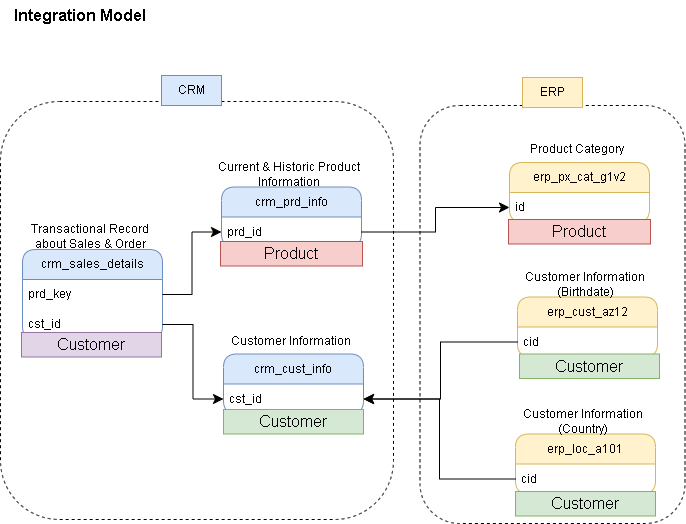 Integration Model
CRM
ERP
Current & Historic Product
Information
crm_prd_info
prd_id
Product
Transactional Record
about Sales & Order
crm_sales_details
prd_key
cst_id
Customer
Customer Information
crm_cust_info
cst_id
Customer
Product Category
erp_px_cat_g1v2
id
Product
Customer Information
(Birthdate)
erp_cust_az12
cid
Customer
Customer Information
(Country)
erp_loc_a101
cid
Customer